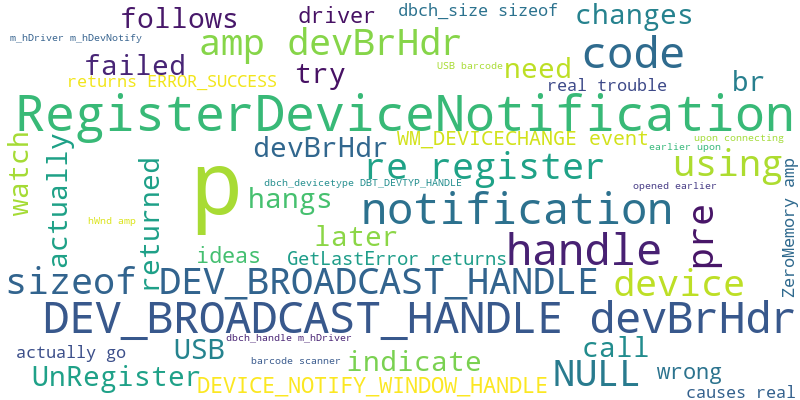 follows
driver
dbch_size sizeof
changes
m_hDriver m_hDevNotify
amp devBrHdr
code
failed
try
USB barcode
need
returns ERROR_SUCCESS
real trouble
br
RegisterDeviceNotification
watch
actually
returned
p
devBrHdr
WM_DEVICECHANGE event
upon connecting
earlier upon
re register
using
dbch_devicetype DBT_DEVTYP_HANDLE
opened earlier
hangs
notification
hWnd amp
later
handle
pre
ZeroMemory amp
ideas
GetLastError returns
sizeof
DEV_BROADCAST_HANDLE
device
DEV_BROADCAST_HANDLE devBrHdr
dbch_handle m_hDriver
actually go
USB
barcode scanner
indicate
call
UnRegister
DEVICE_NOTIFY_WINDOW_HANDLE
NULL
wrong
causes real